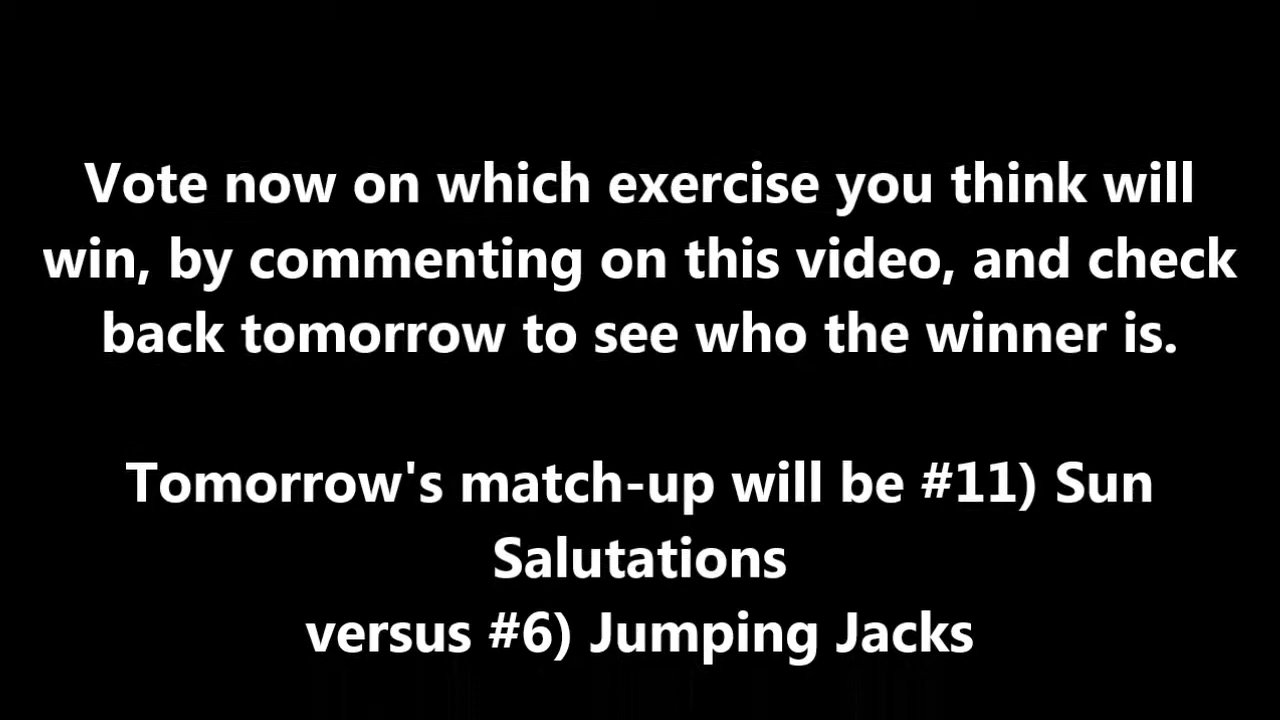 Vote now on which exercise you think will
win, by commenting on this video, and check
back tomorrow to see who the winner is.
Tomorrow's match-up will be #11) Sun
Salutations
versus #6) Jumping Jacks